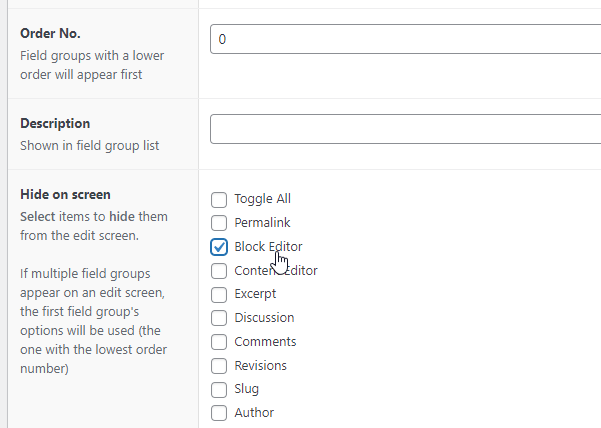 Order No.
Field groups with a lower
order will appear first
0
Description
Shown in field group list
Hide on screen
Select items to hide them
from the edit screen.
If multiple field groups
appear on an edit screen,
the first field group's
options will be used (the
one with the lowest order
number)
Toggle All
Permalink
Block Editor
Content Editor
Excerpt
Discussion
Comments
Revisions
Slug
Author